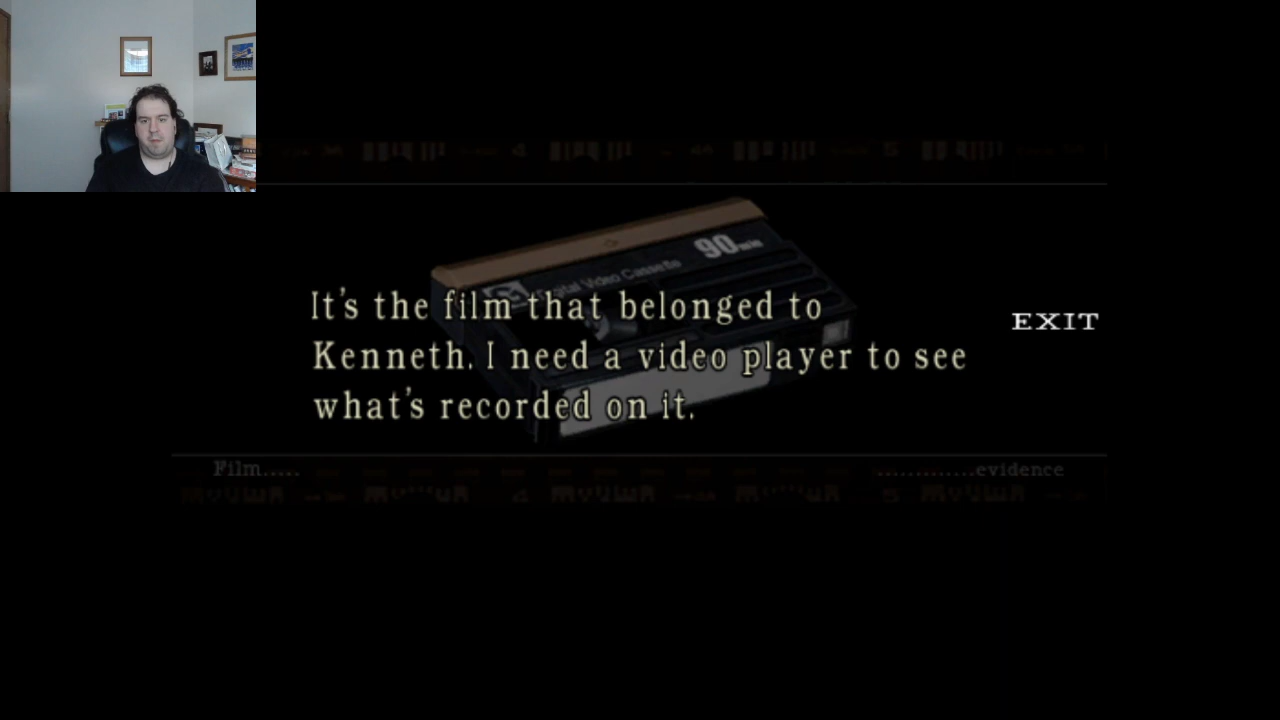 90min
Digital Video Cassette
It's the film that belonged to
Kenneth. I need a video player to see
what's recorded on it.
EXIT
Film.....
.............evidence